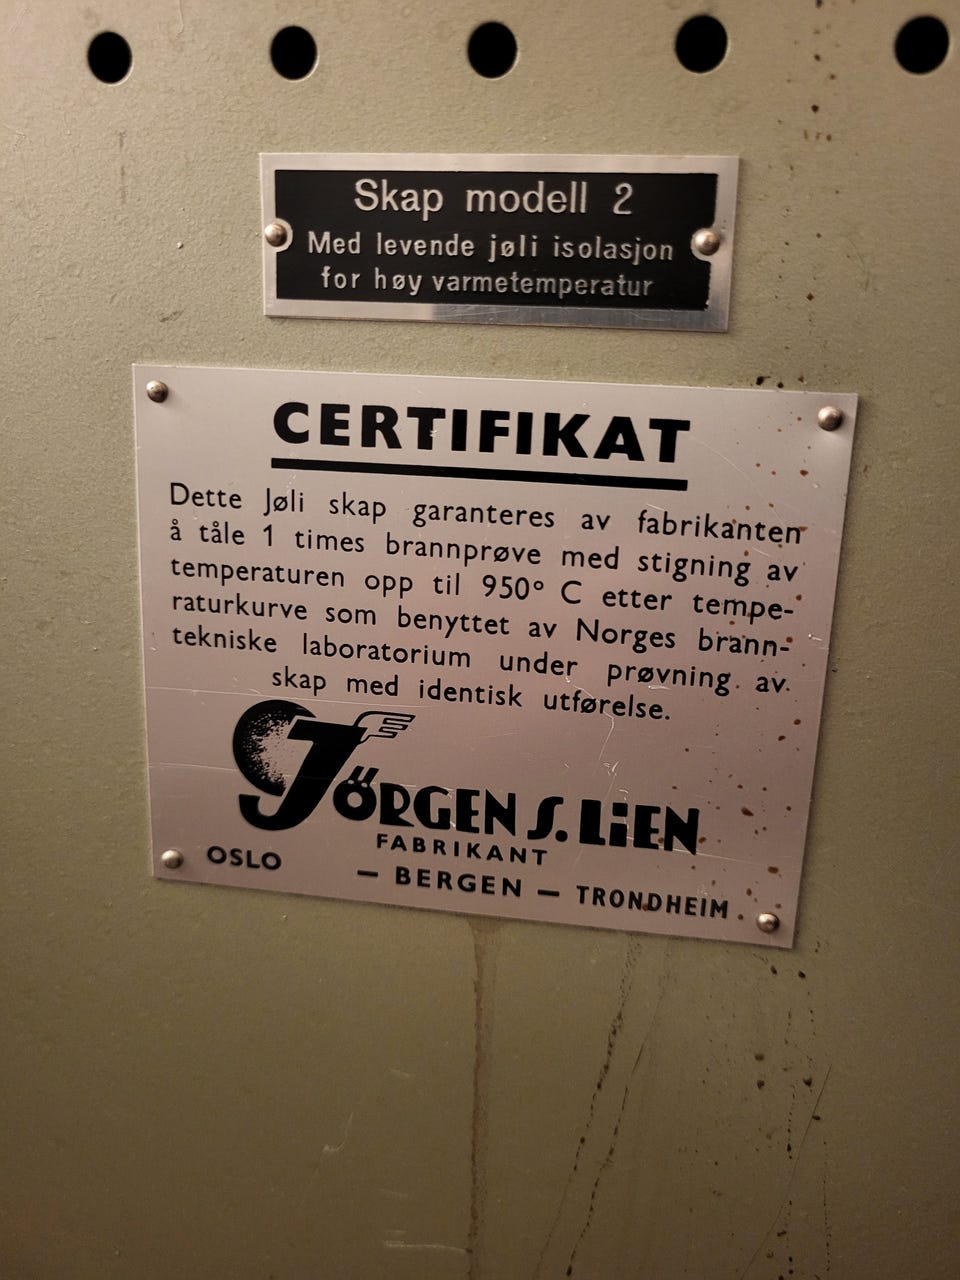 Skap modell 2
Med levende jøli isolasjon
for høy varmetemperatur
CERTIFIKAT
Dette Jøli skap garanteres av fabrikanten
å tåle 1 times brannprøve med stigning av
temperaturen opp til 950° C etter tempe-
raturkurve som benyttet av Norges brann-
tekniske laboratorium under prøvning av
skap med identisk utførelse.
JÖRGEN S. LiEN
FABRIKANT
OSLO — BERGEN — TRONDHEIM